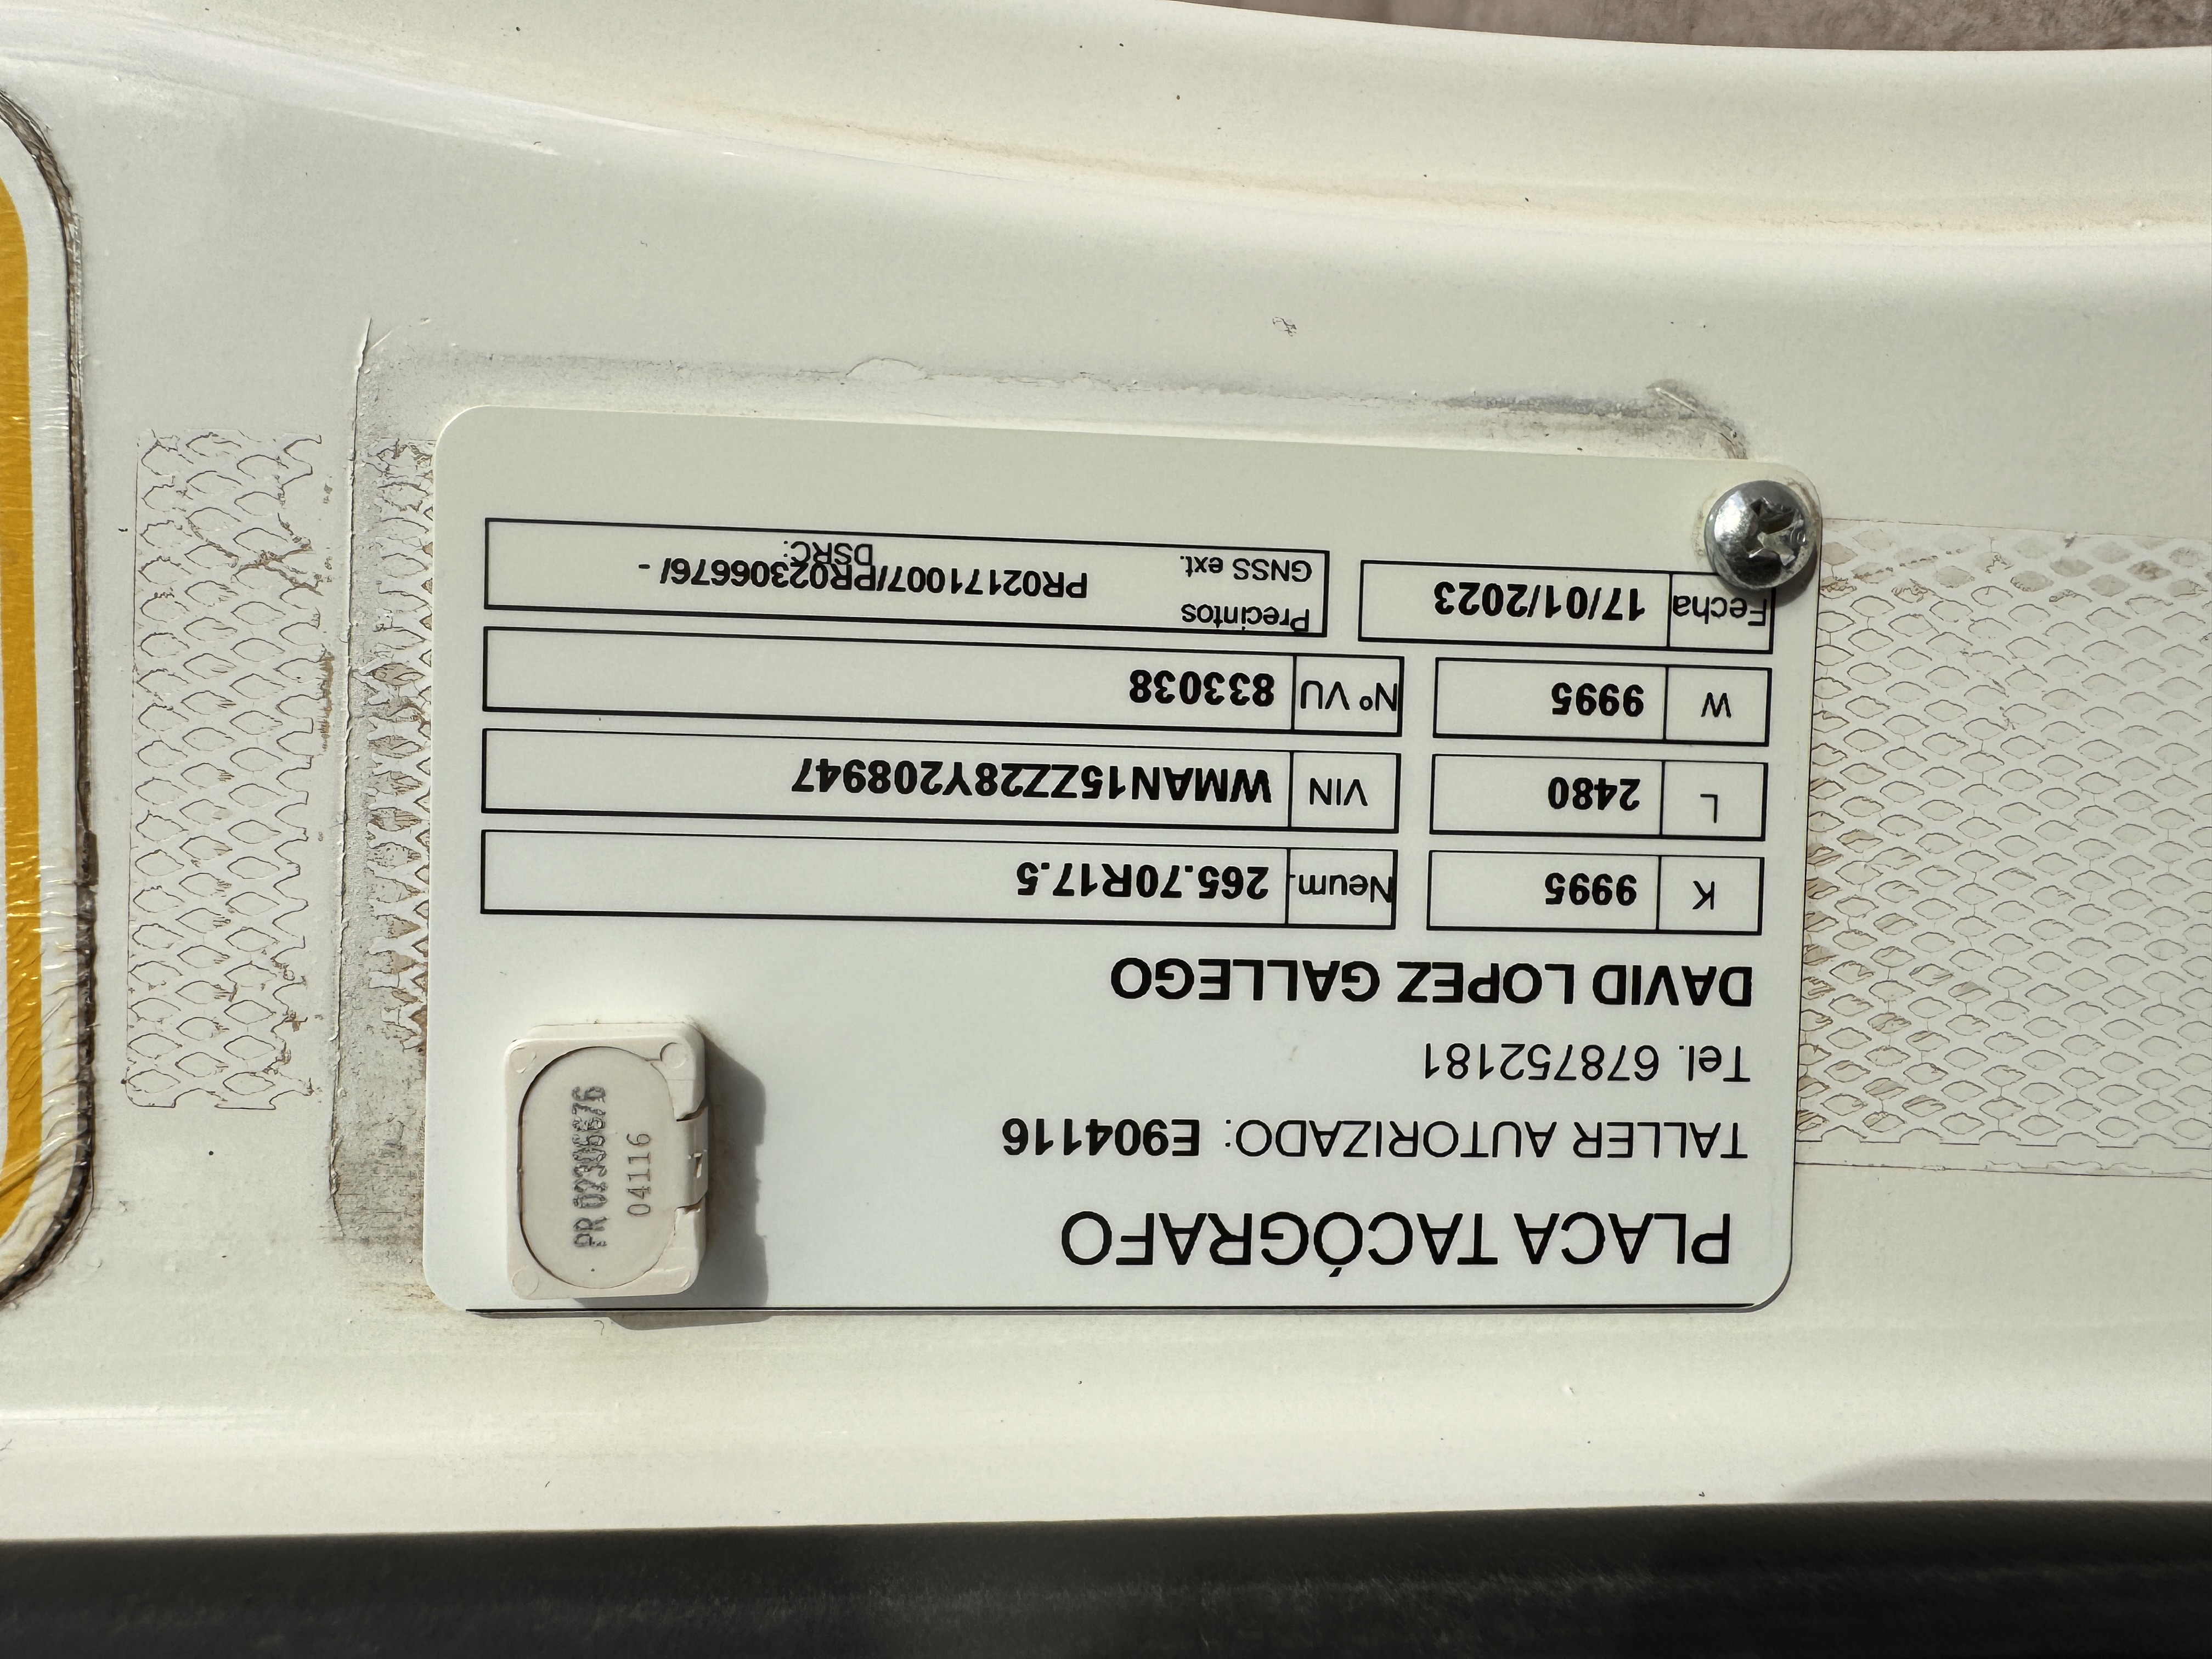 PLACA TACÓGRAFO
TALLER AUTORIZADO: E904116
Tel. 678752181
DAVID LOPEZ GALLEGO
K 9995 Neum. 265.70R17.5
L 2480 VIN WMAN15ZZ28Y208947
W 9995 Nº VU 833038
Fecha 17/01/2023 Precintos
GNSS ext. PR02171007/PR02306676/ -
DSRC:
PR 02306676
04116